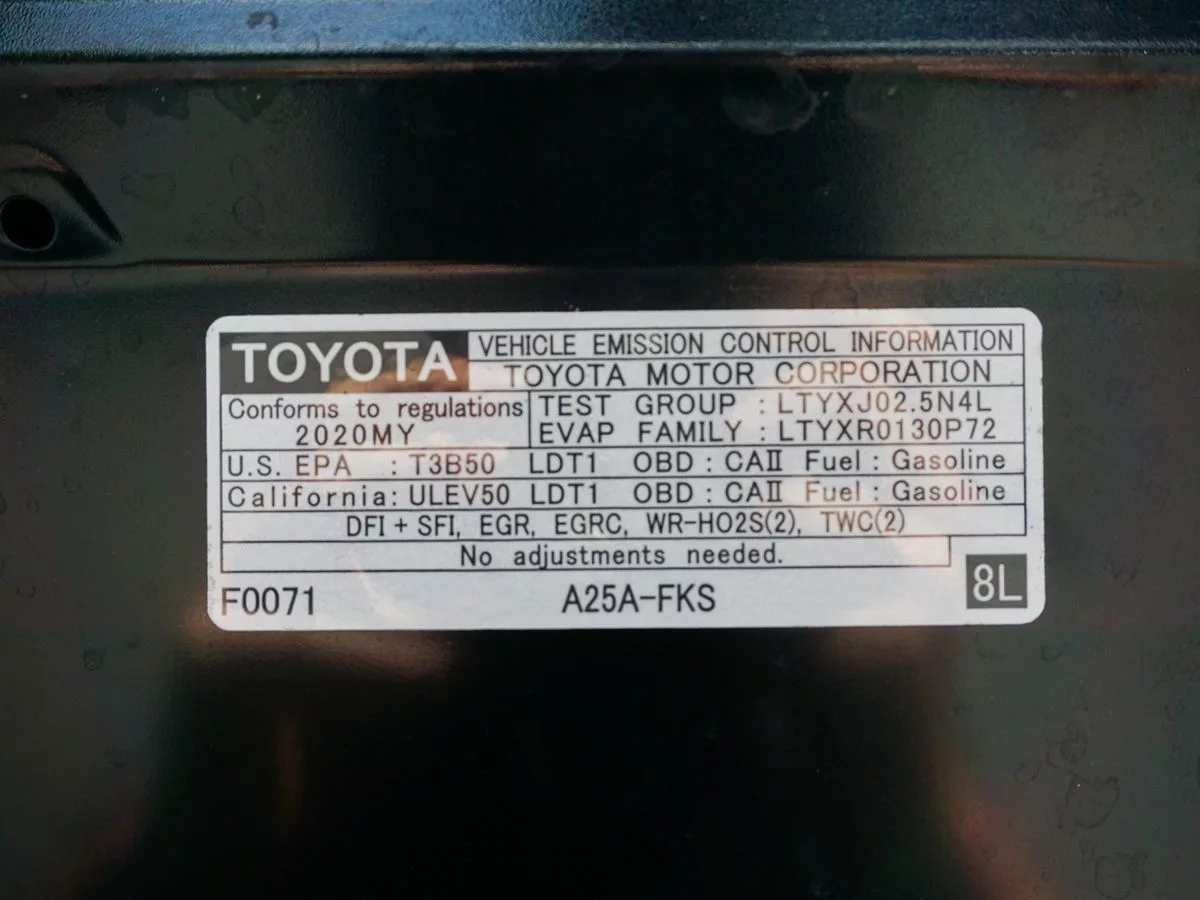 TOYOTA VEHICLE EMISSION CONTROL INFORMATION
TOYOTA MOTOR CORPORATION
Conforms to regulations TEST GROUP : LTYXJ02.5N4L
2020MY EVAP FAMILY : LTYXR0130P72
U.S. EPA : T3B50 LDT1 OBD : CAII Fuel : Gasoline
California : ULEV50 LDT1 OBD : CAII Fuel : Gasoline
DFI + SFI, EGR, EGRC, WR-HO2S(2), TWC(2)
No adjustments needed.
F0071 A25A-FKS 8L